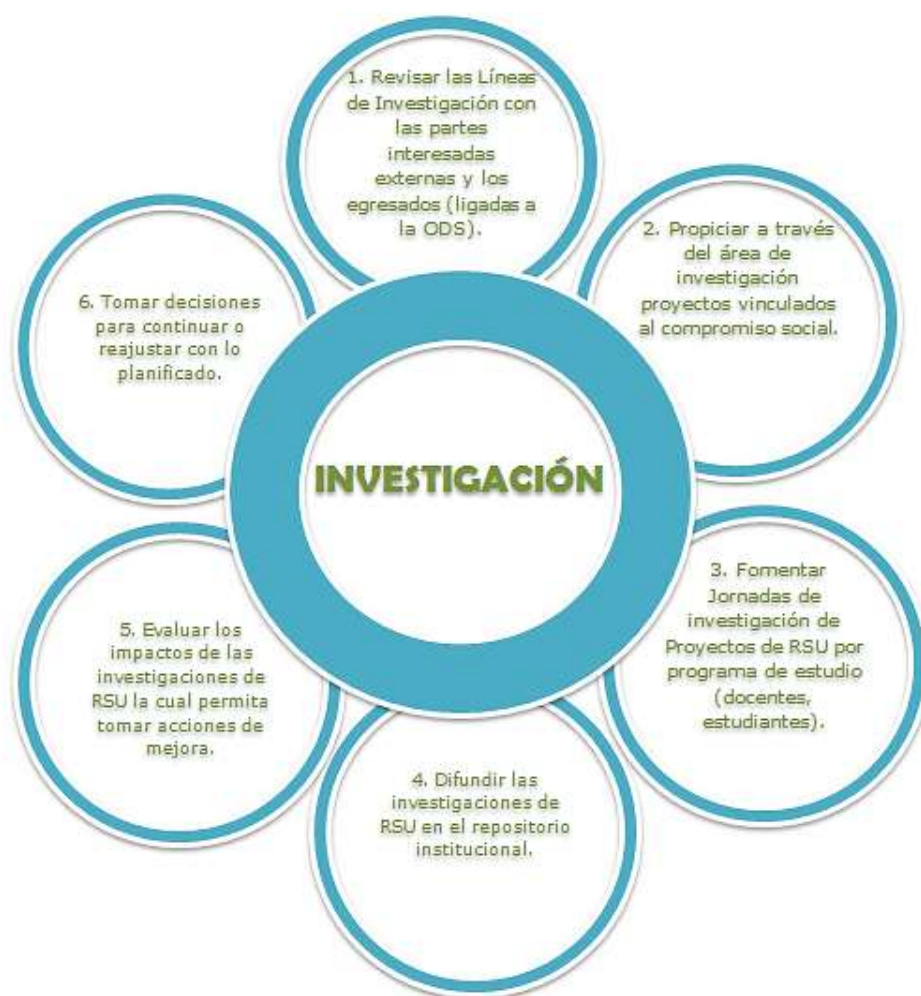 1. Revisar las Líneas
de Investigación con
las partes
interesadas
externas y los
egresados (ligadas a
la ODS).
2. Propiciar a través
del área de
investigación
proyectos vinculados
al compromiso social.
3. Fomentar
Jornadas de
investigación de
Proyectos de RSU por
programa de estudio
(docentes,
estudiantes).
4. Difundir las
investigaciones de
RSU en el repositorio
institucional.
5. Evaluar los
impactos de las
investigaciones de
RSU la cual permita
tomar acciones de
mejora.
6. Tomar decisiones
para continuar o
reajustar con lo
planificado.
INVESTIGACIÓN